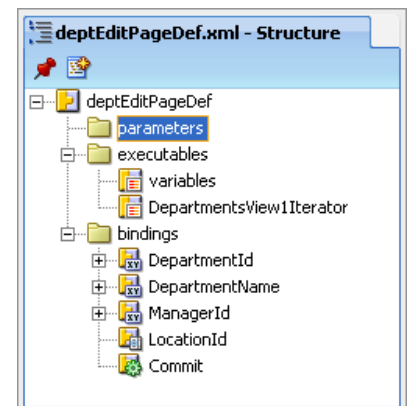 deptEditPageDef.xml - Structure
deptEditPageDef
parameters
executables
variables
DepartmentsView1Iterator
bindings
DepartmentId
DepartmentName
ManagerId
LocationId
Commit